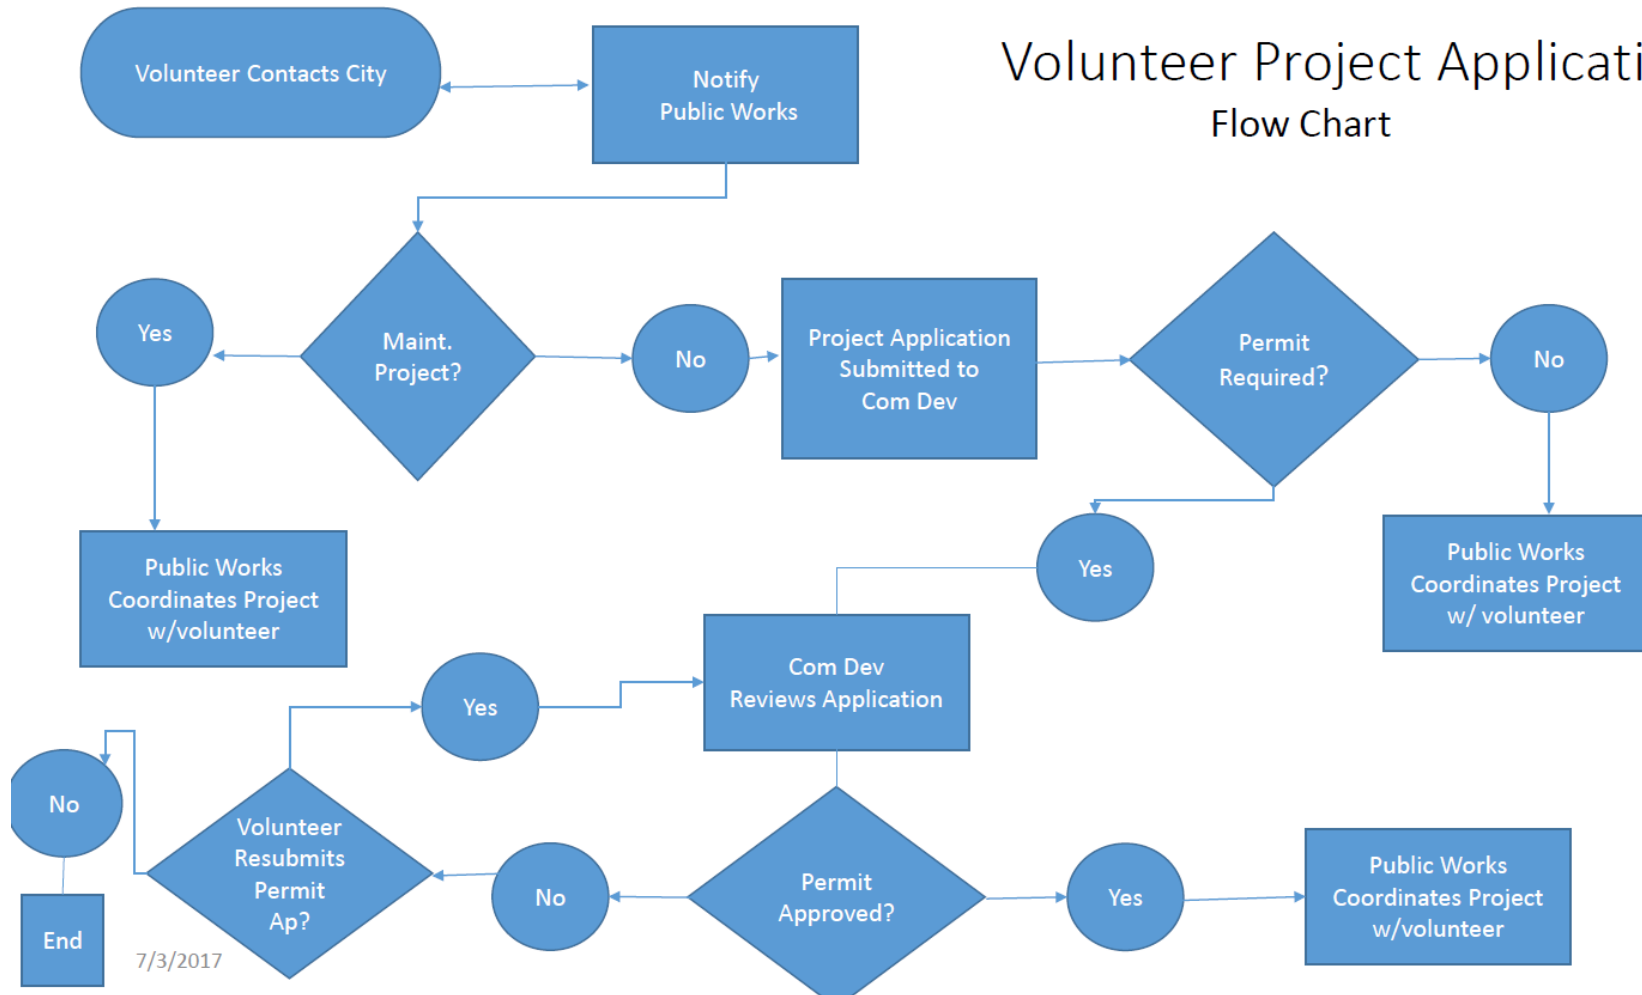 Volunteer Project Applicati
Flow Chart
Volunteer Contacts City
Notify
Public Works
Yes
Maint.
Project?
No
Project Application
Submitted to
Com Dev
Permit
Required?
No
Public Works
Coordinates Project
w/volunteer
Yes
Public Works
Coordinates Project
w/ volunteer
Com Dev
Reviews Application
Yes
No
Volunteer
Resubmits
Permit
Ap?
No
Permit
Approved?
Yes
Public Works
Coordinates Project
w/volunteer
End
7/3/2017